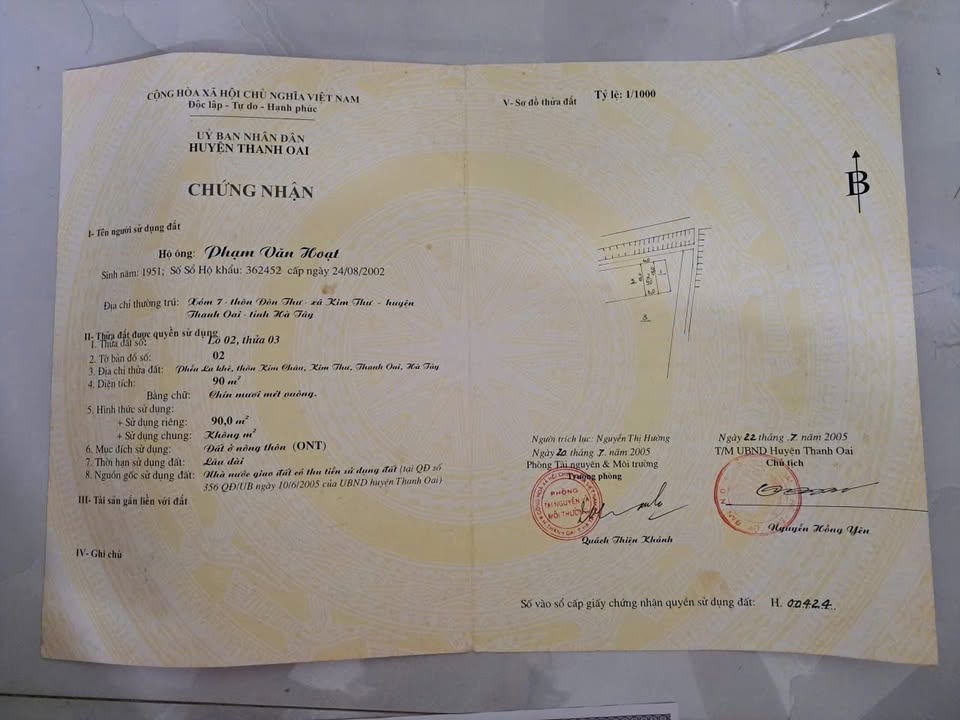 CỘNG HÒA XÃ HỘI CHỦ NGHĨA VIỆT NAM
Độc lập - Tự do - Hạnh phúc
UỶ BAN NHÂN DÂN
HUYỆN THANH OAI
CHỨNG NHẬN
I- Tên người sử dụng đất
Hộ ông: Phạm Văn Hoạt
Sinh năm: 1951; Số Sổ Hộ khẩu: 362452 cấp ngày 24/08/2002
Địa chỉ thường trú: Xóm 7 - thôn Đôn Thư - xã Kim Thư - huyện
Thanh Oai - tỉnh Hà Tây
II- Thửa đất được quyền sử dụng
1. Thửa đất số: Lô 02, thửa 03
2. Tờ bản đồ số: 02
3. Địa chỉ thửa đất: Phểu La khê, thôn Kim Châu, Kim Thư, Thanh Oai, Hà Tây
4. Diện tích: 90 m²
Bằng chữ: Chín mươi mét vuông.
5. Hình thức sử dụng:
+ Sử dụng riêng: 90,0 m²
+ Sử dụng chung: Không m²
6. Mục đích sử dụng: Đất ở nông thôn (ONT)
7. Thời hạn sử dụng đất: Lâu dài
8. Nguồn gốc sử dụng đất: Nhà nước giao đất có thu tiền sử dụng đất (tại QĐ số
356 QĐ/UB ngày 10/6/2005 của UBND huyện Thanh Oai)
III- Tài sản gắn liền với đất
IV- Ghi chú
V- Sơ đồ thửa đất Tỷ lệ: 1/1000
B
Người trích lục: Nguyễn Thị Hường
Ngày 20 tháng 7 năm 2005
Phòng Tài nguyên & Môi trường
Trưởng phòng
PHÒNG
TÀI NGUYÊN VÀ
MÔI TRƯỜNG
Quách Thiện Khánh
Ngày 22 tháng 7 năm 2005
T/M UBND Huyện Thanh Oai
Chủ tịch
Nguyễn Hồng Yên
Số vào sổ cấp giấy chứng nhận quyền sử dụng đất: H. 00424